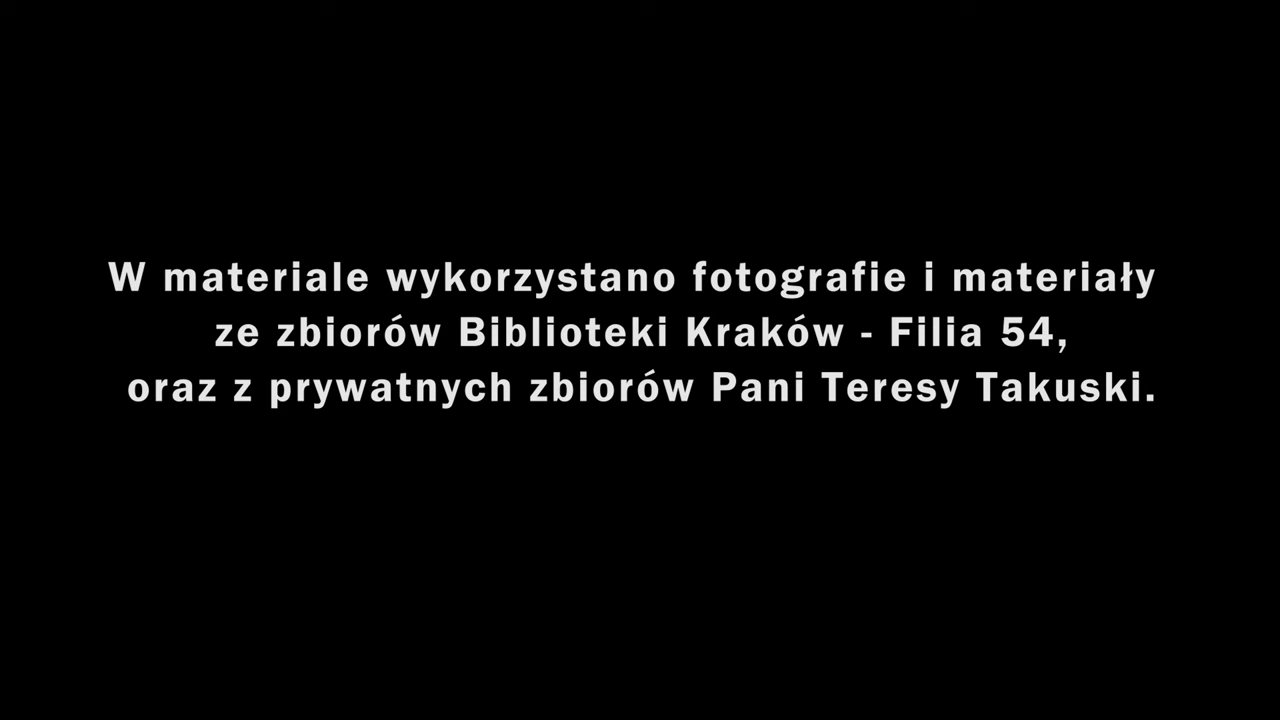 W materiale wykorzystano fotografie i materiały
ze zbiorów Biblioteki Kraków - Filia 54,
oraz z prywatnych zbiorów Pani Teresy Takuski.